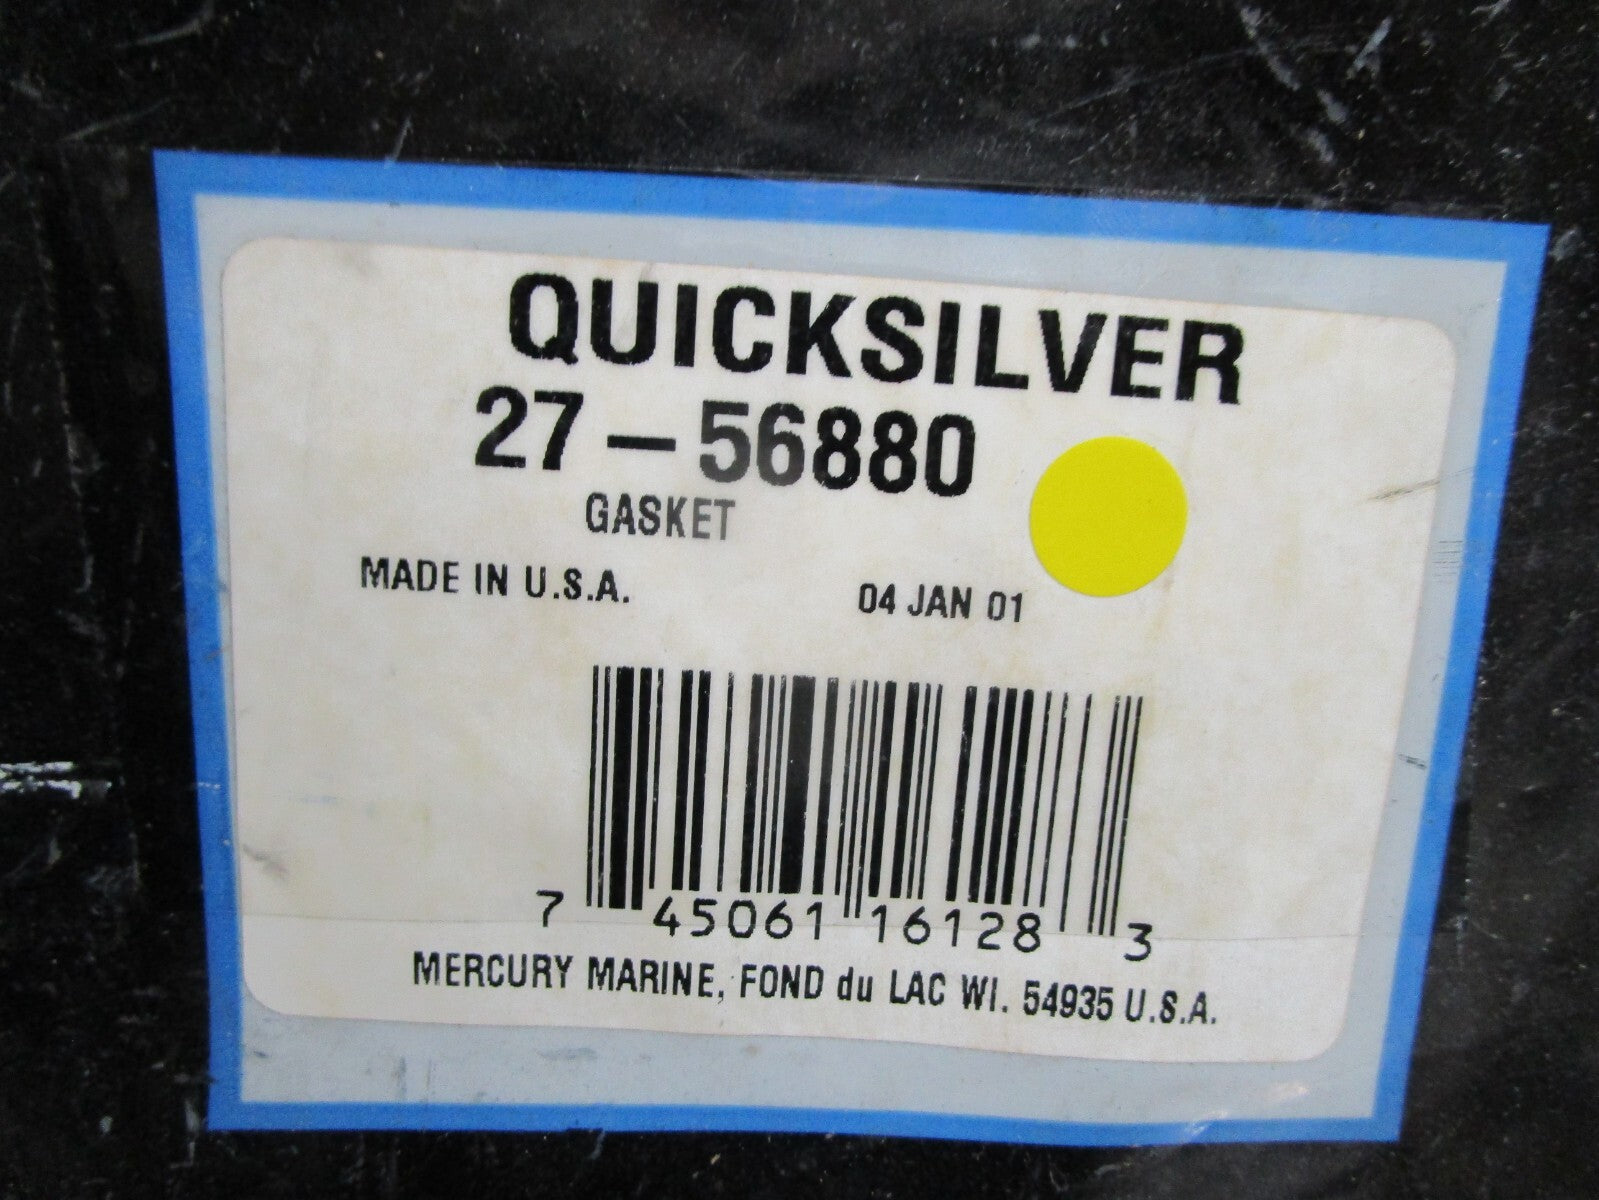 QUICKSILVER
27-56880
GASKET
MADE IN U.S.A. 04 JAN 01
7 45061 16128 3
MERCURY MARINE, FOND du LAC WI. 54935 U.S.A.